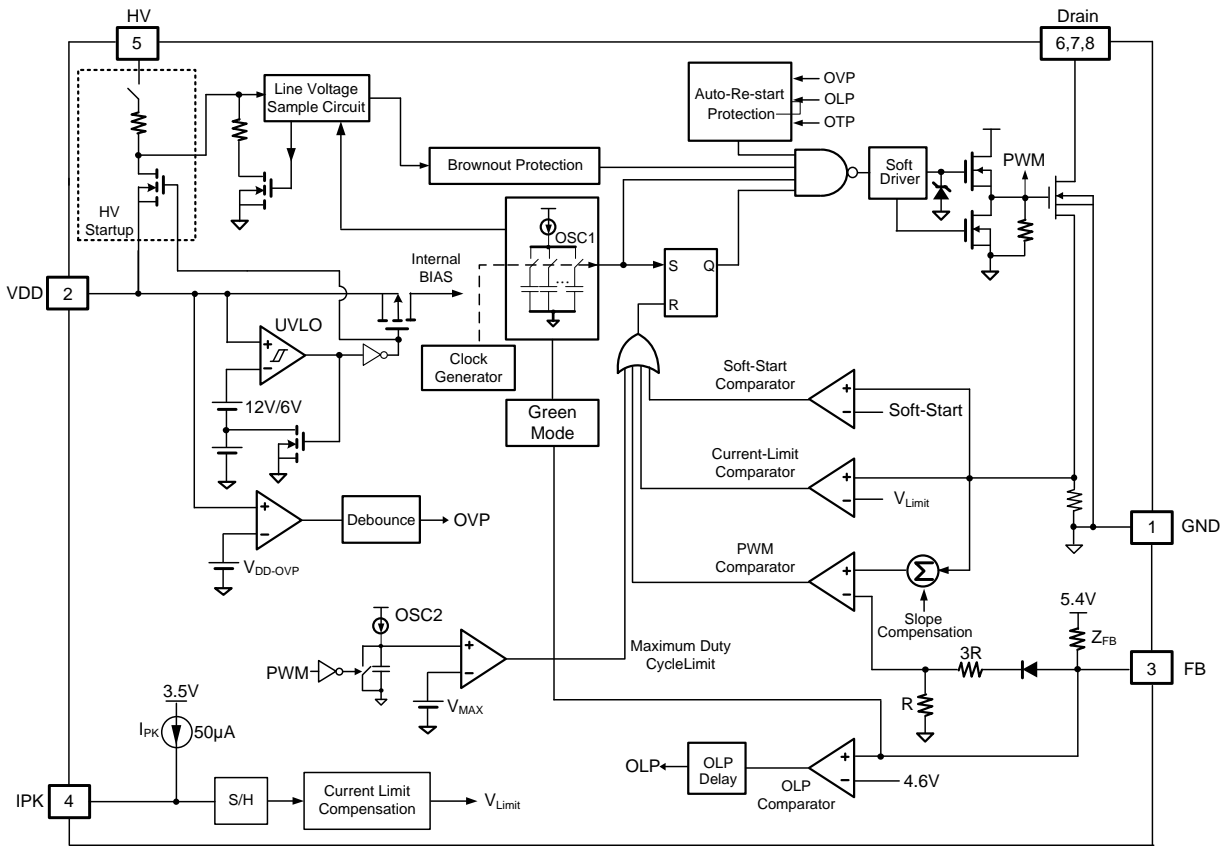 HV
5
Drain
6,7,8
Line Voltage
Sample Circuit
Auto-Re-start
Protection
OVP
OLP
OTP
Brownout Protection
Soft
Driver
PWM
HV
Startup
OSC1
...
S
Q
R
Internal
BIAS
VDD
2
UVLO
Clock
Generator
Soft-Start
Comparator
+
−
Soft-Start
12V/6V
Green
Mode
Current-Limit
Comparator
+
−
VLimit
+
−
+
−
Debounce
OVP
1
GND
VDD-OVP
PWM
Comparator
+
−
Σ
Slope
Compensation
5.4V
ZFB
OSC2
PWM
+
−
Maximum Duty
CycleLimit
3R
3
FB
VMAX
R
3.5V
IPK
50µA
OLP
OLP
Delay
+
−
4.6V
OLP
Comparator
IPK
4
S/H
Current Limit
Compensation
VLimit